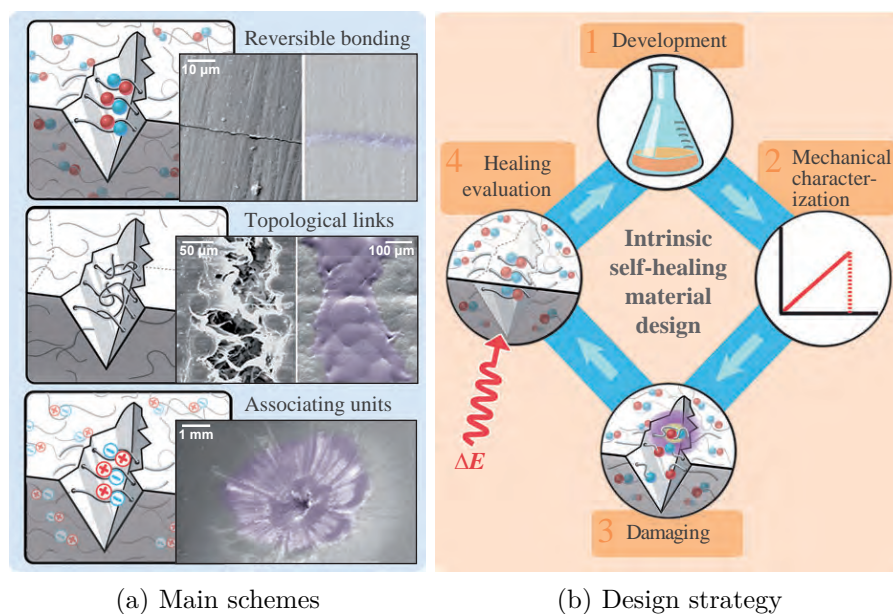 Reversible bonding
10 µm
Topological links
50 µm
100 µm
Associating units
1 mm
1 Development
2 Mechanical
character-
ization
4 Healing
evaluation
Intrinsic
self-healing
material
design
ΔE
3
Damaging
(a) Main schemes
(b) Design strategy